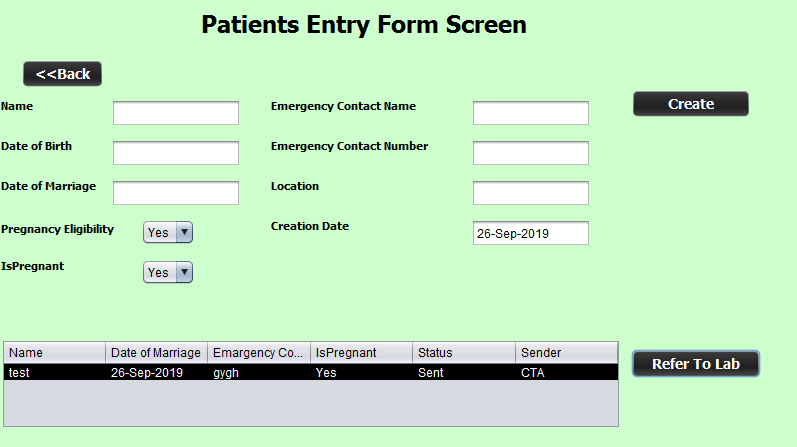 Patients Entry Form Screen
<<Back
Create
Name
Emergency Contact Name
Date of Birth
Emergency Contact Number
Date of Marriage
Location
Pregnancy Eligibility Yes
Creation Date 26-Sep-2019
IsPregnant Yes
Name Date of Marriage Emargency Co... IsPregnant Status Sender
test 26-Sep-2019 gygh Yes Sent CTA
Refer To Lab